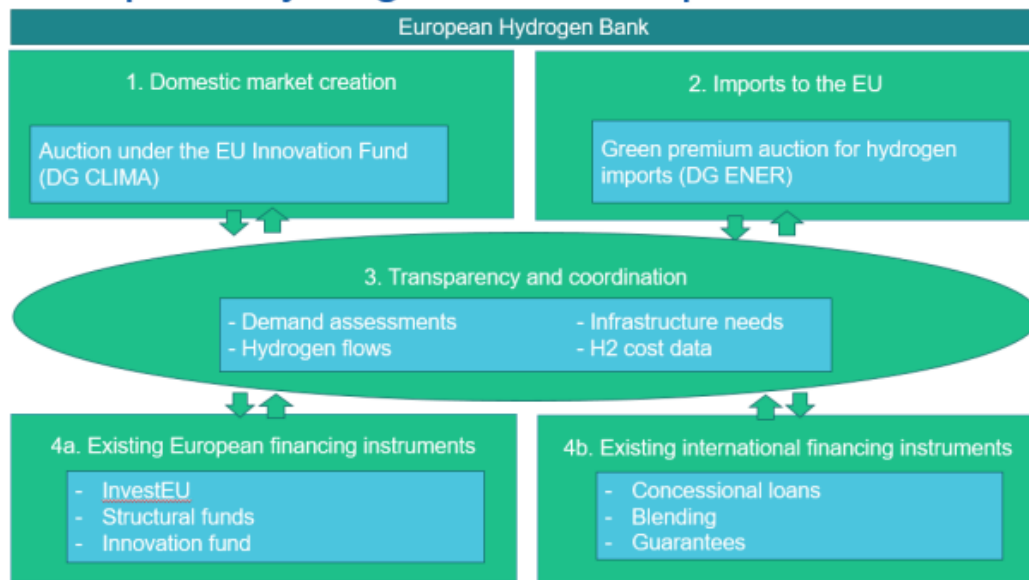 European Hydrogen Bank
1. Domestic market creation
Auction under the EU Innovation Fund
(DG CLIMA)
2. Imports to the EU
Green premium auction for hydrogen
imports (DG ENER)
3. Transparency and coordination
- Demand assessments
- Hydrogen flows
- Infrastructure needs
- H2 cost data
4a. Existing European financing instruments
- InvestEU
- Structural funds
- Innovation fund
4b. Existing international financing instruments
- Concessional loans
- Blending
- Guarantees